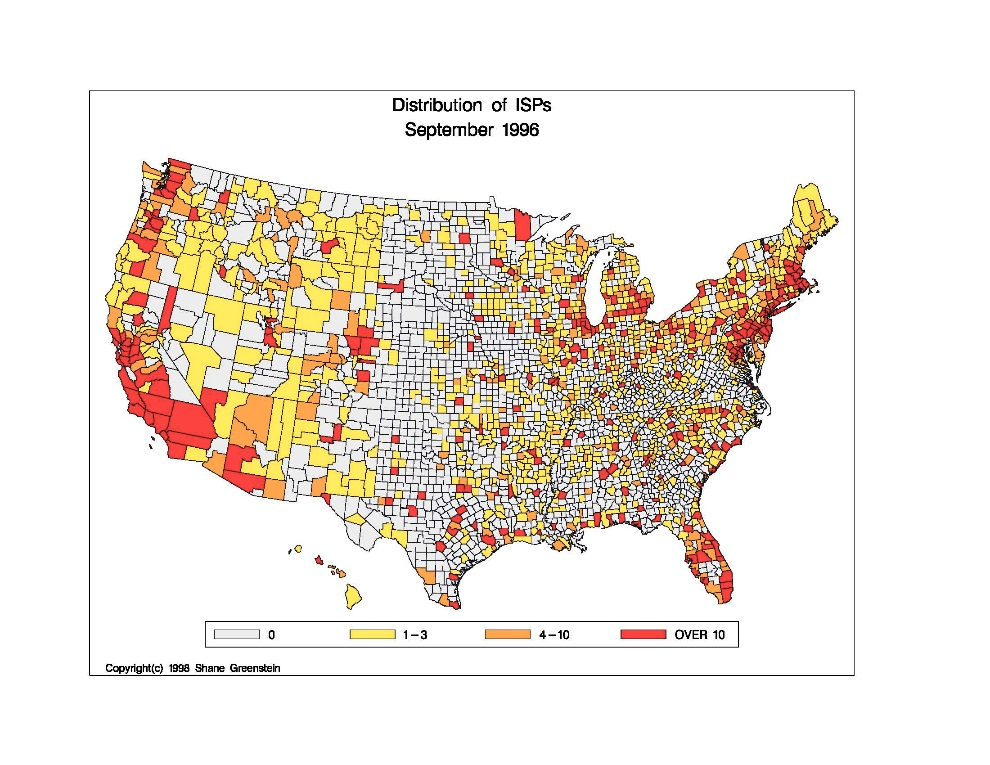 Distribution of ISPs
September 1996
0 1-3 4-10 OVER 10
Copyright(c) 1998 Shane Greenstein